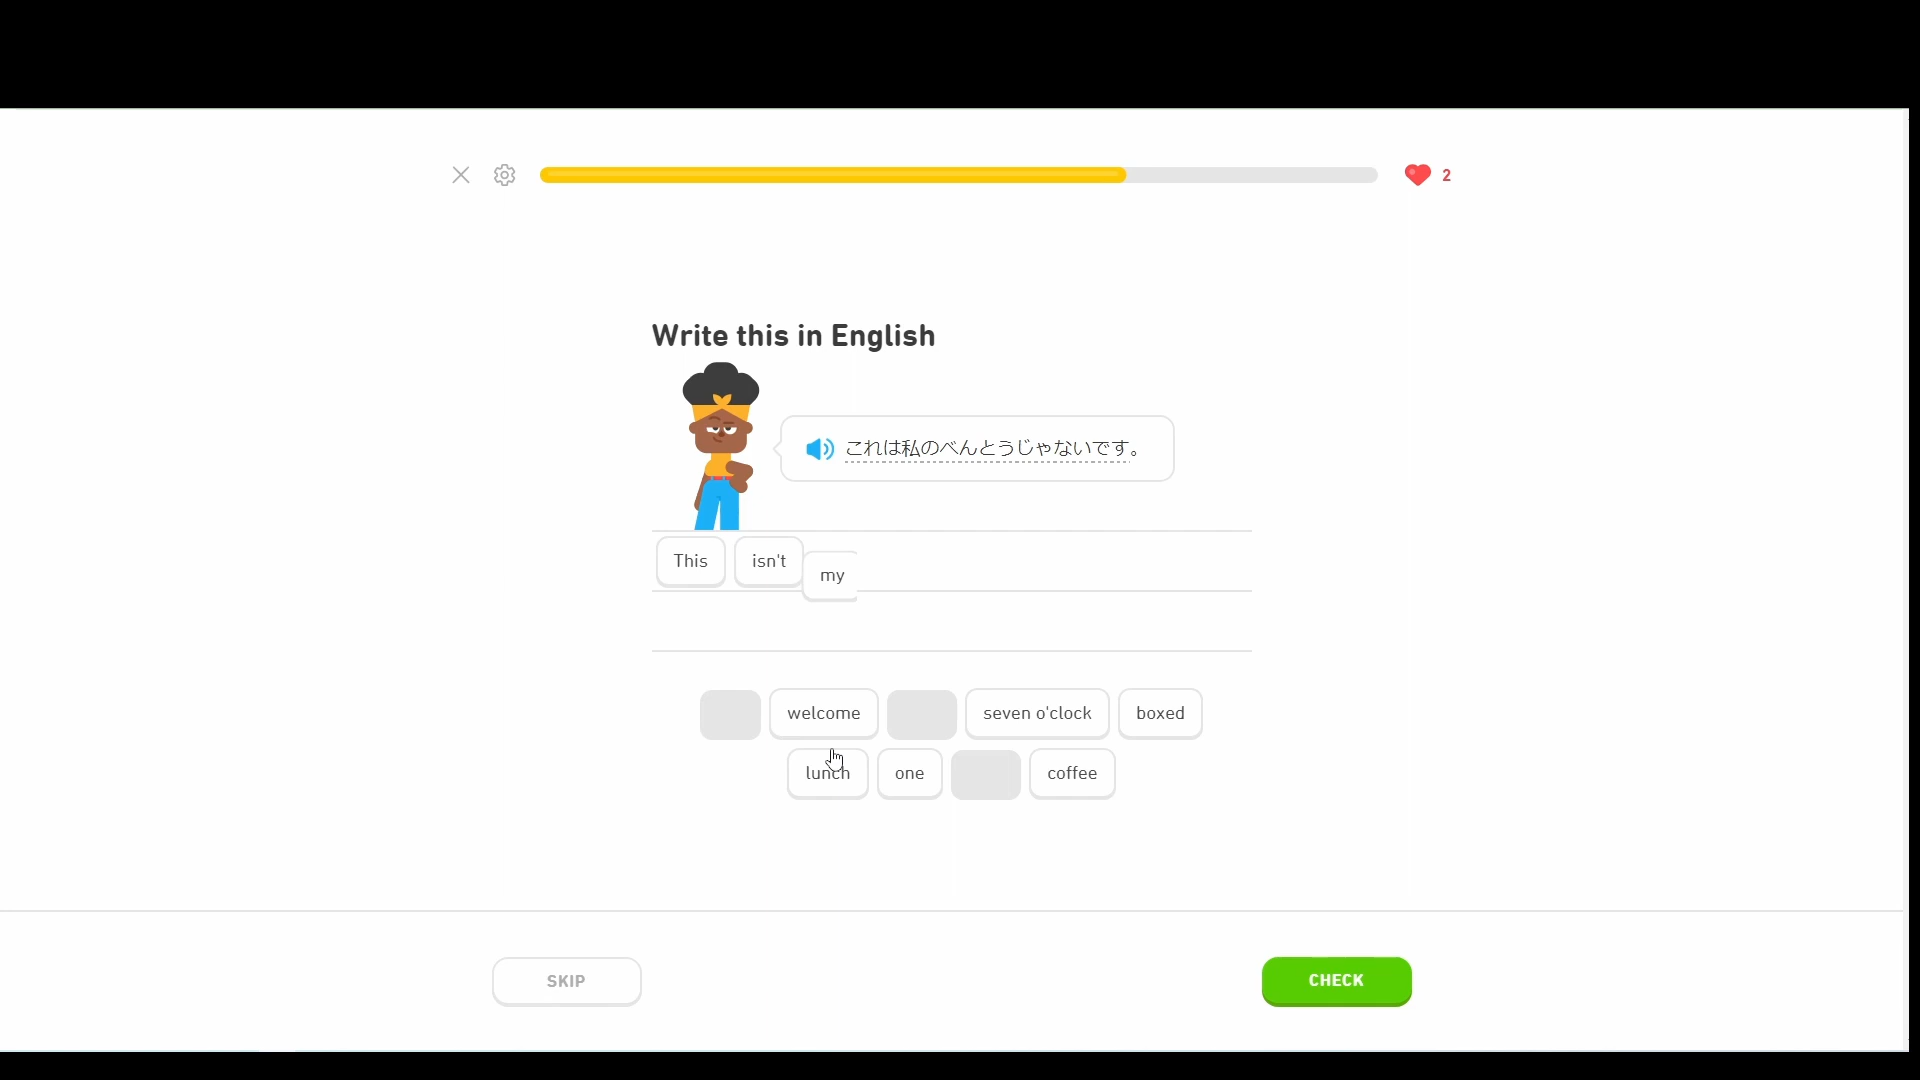 2
Write this in English
これは私のべんとうじゃないです。
This isn't my
welcome seven o'clock boxed
lunch one coffee
SKIP CHECK